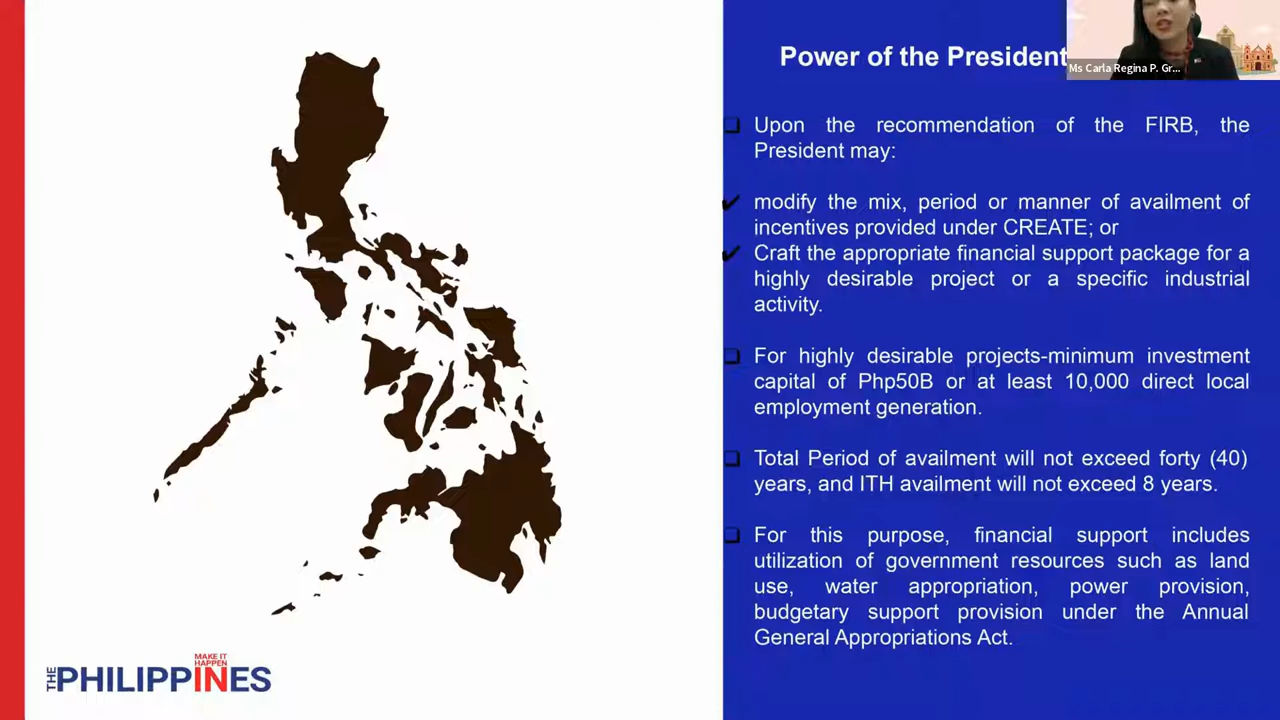 Power of the President
Ms Carla Regina P. Gr...
Upon the recommendation of the FIRB, the
President may:
modify the mix, period or manner of availment of
incentives provided under CREATE; or
Craft the appropriate financial support package for a
highly desirable project or a specific industrial
activity.
For highly desirable projects-minimum investment
capital of Php50B or at least 10,000 direct local
employment generation.
Total Period of availment will not exceed forty (40)
years, and ITH availment will not exceed 8 years.
For this purpose, financial support includes
utilization of government resources such as land
use, water appropriation, power provision,
budgetary support provision under the Annual
General Appropriations Act.
MAKE IT
HAPPEN
THE PHILIPPINES